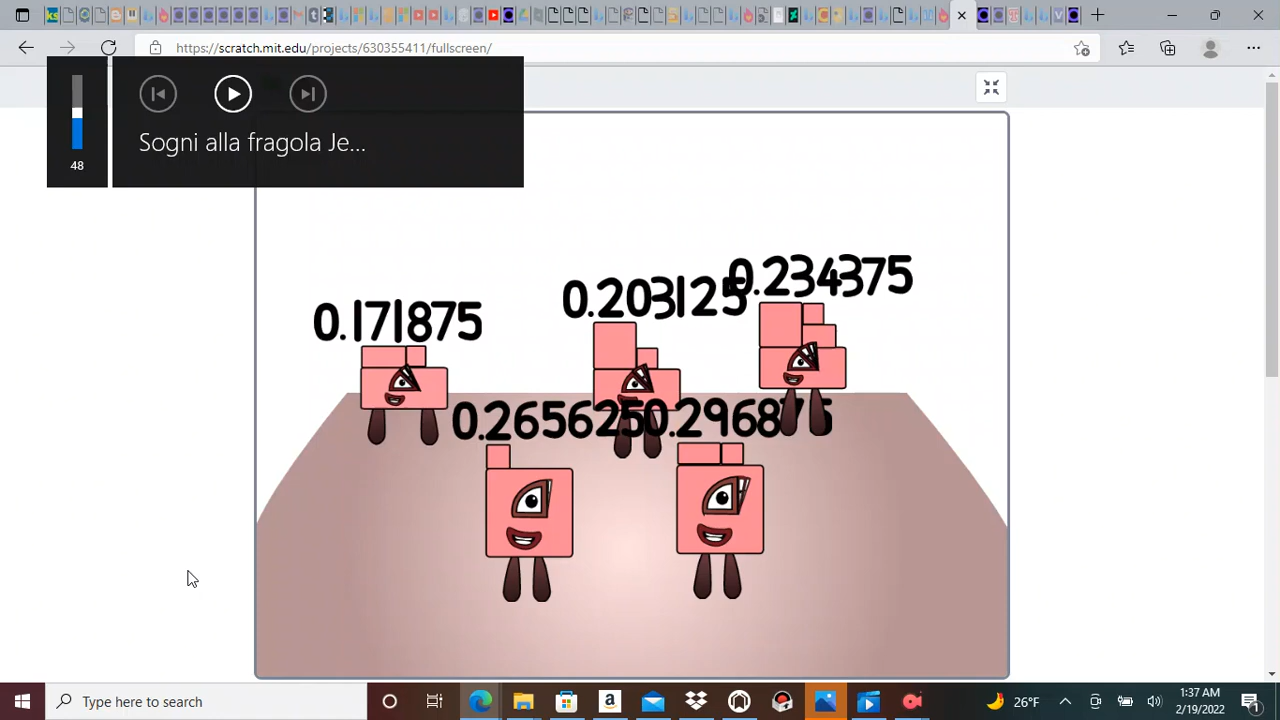 https://scratch.mit.edu/projects/630355411/fullscreen/
48
Sogni alla fragola Je...
0.171875
0.203125
0.234375
0.265625
0.296875
Type here to search
26°F
1:37 AM
2/19/2022
1